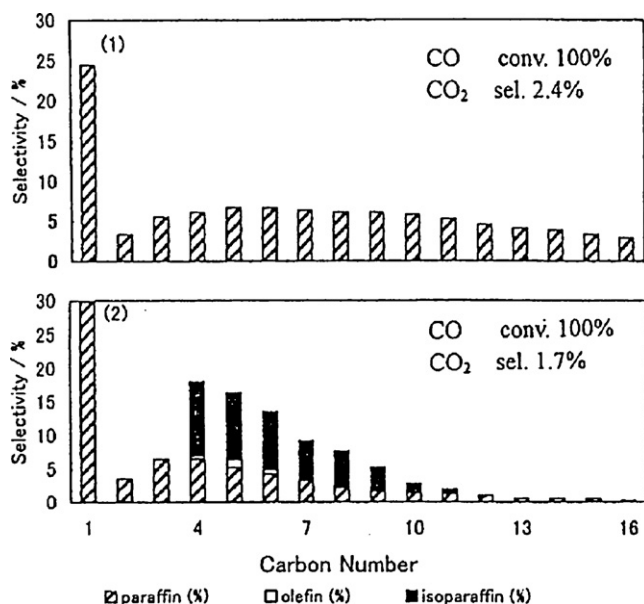 30
(1)
CO conv. 100%
CO₂ sel. 2.4%
25
20
15
10
5
0
Selectivity / %
30
(2)
CO conv. 100%
CO₂ sel. 1.7%
25
20
15
10
5
0
Selectivity / %
1 4 7 10 13 16
Carbon Number
paraffin (%) olefin (%) isoparaffin (%)